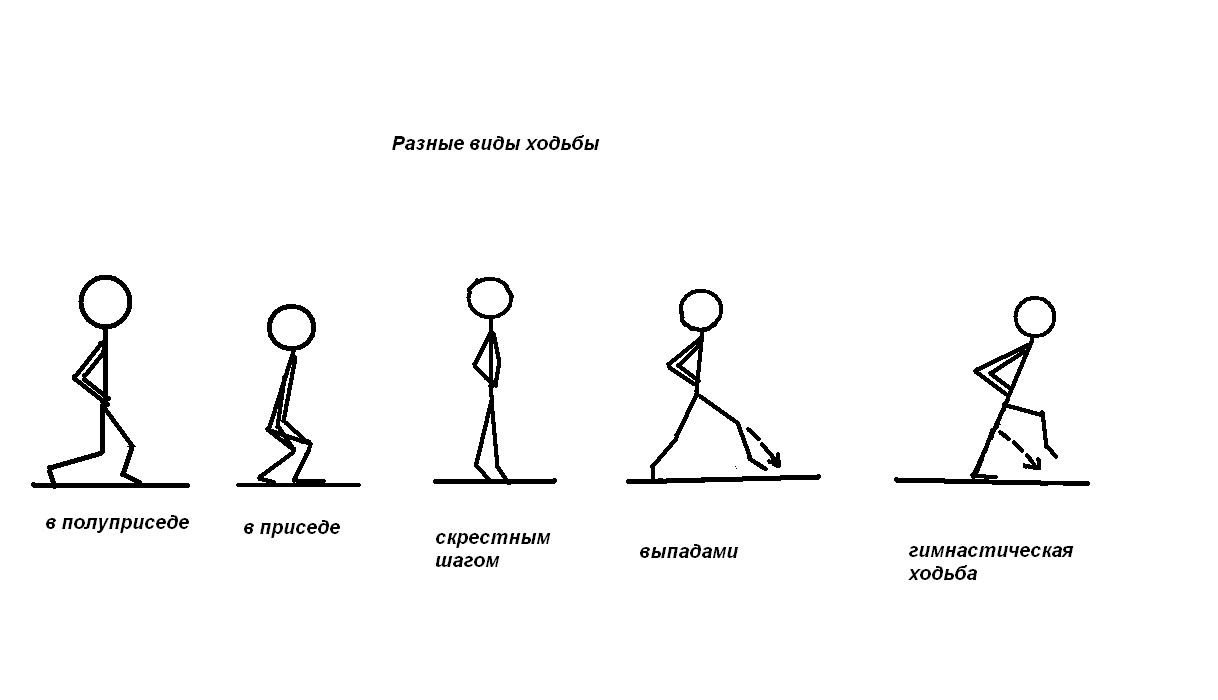 Разные виды ходьбы
в полуприседе
в приседе
скрестным
шагом
выпадами
гимнастическая
ходьба